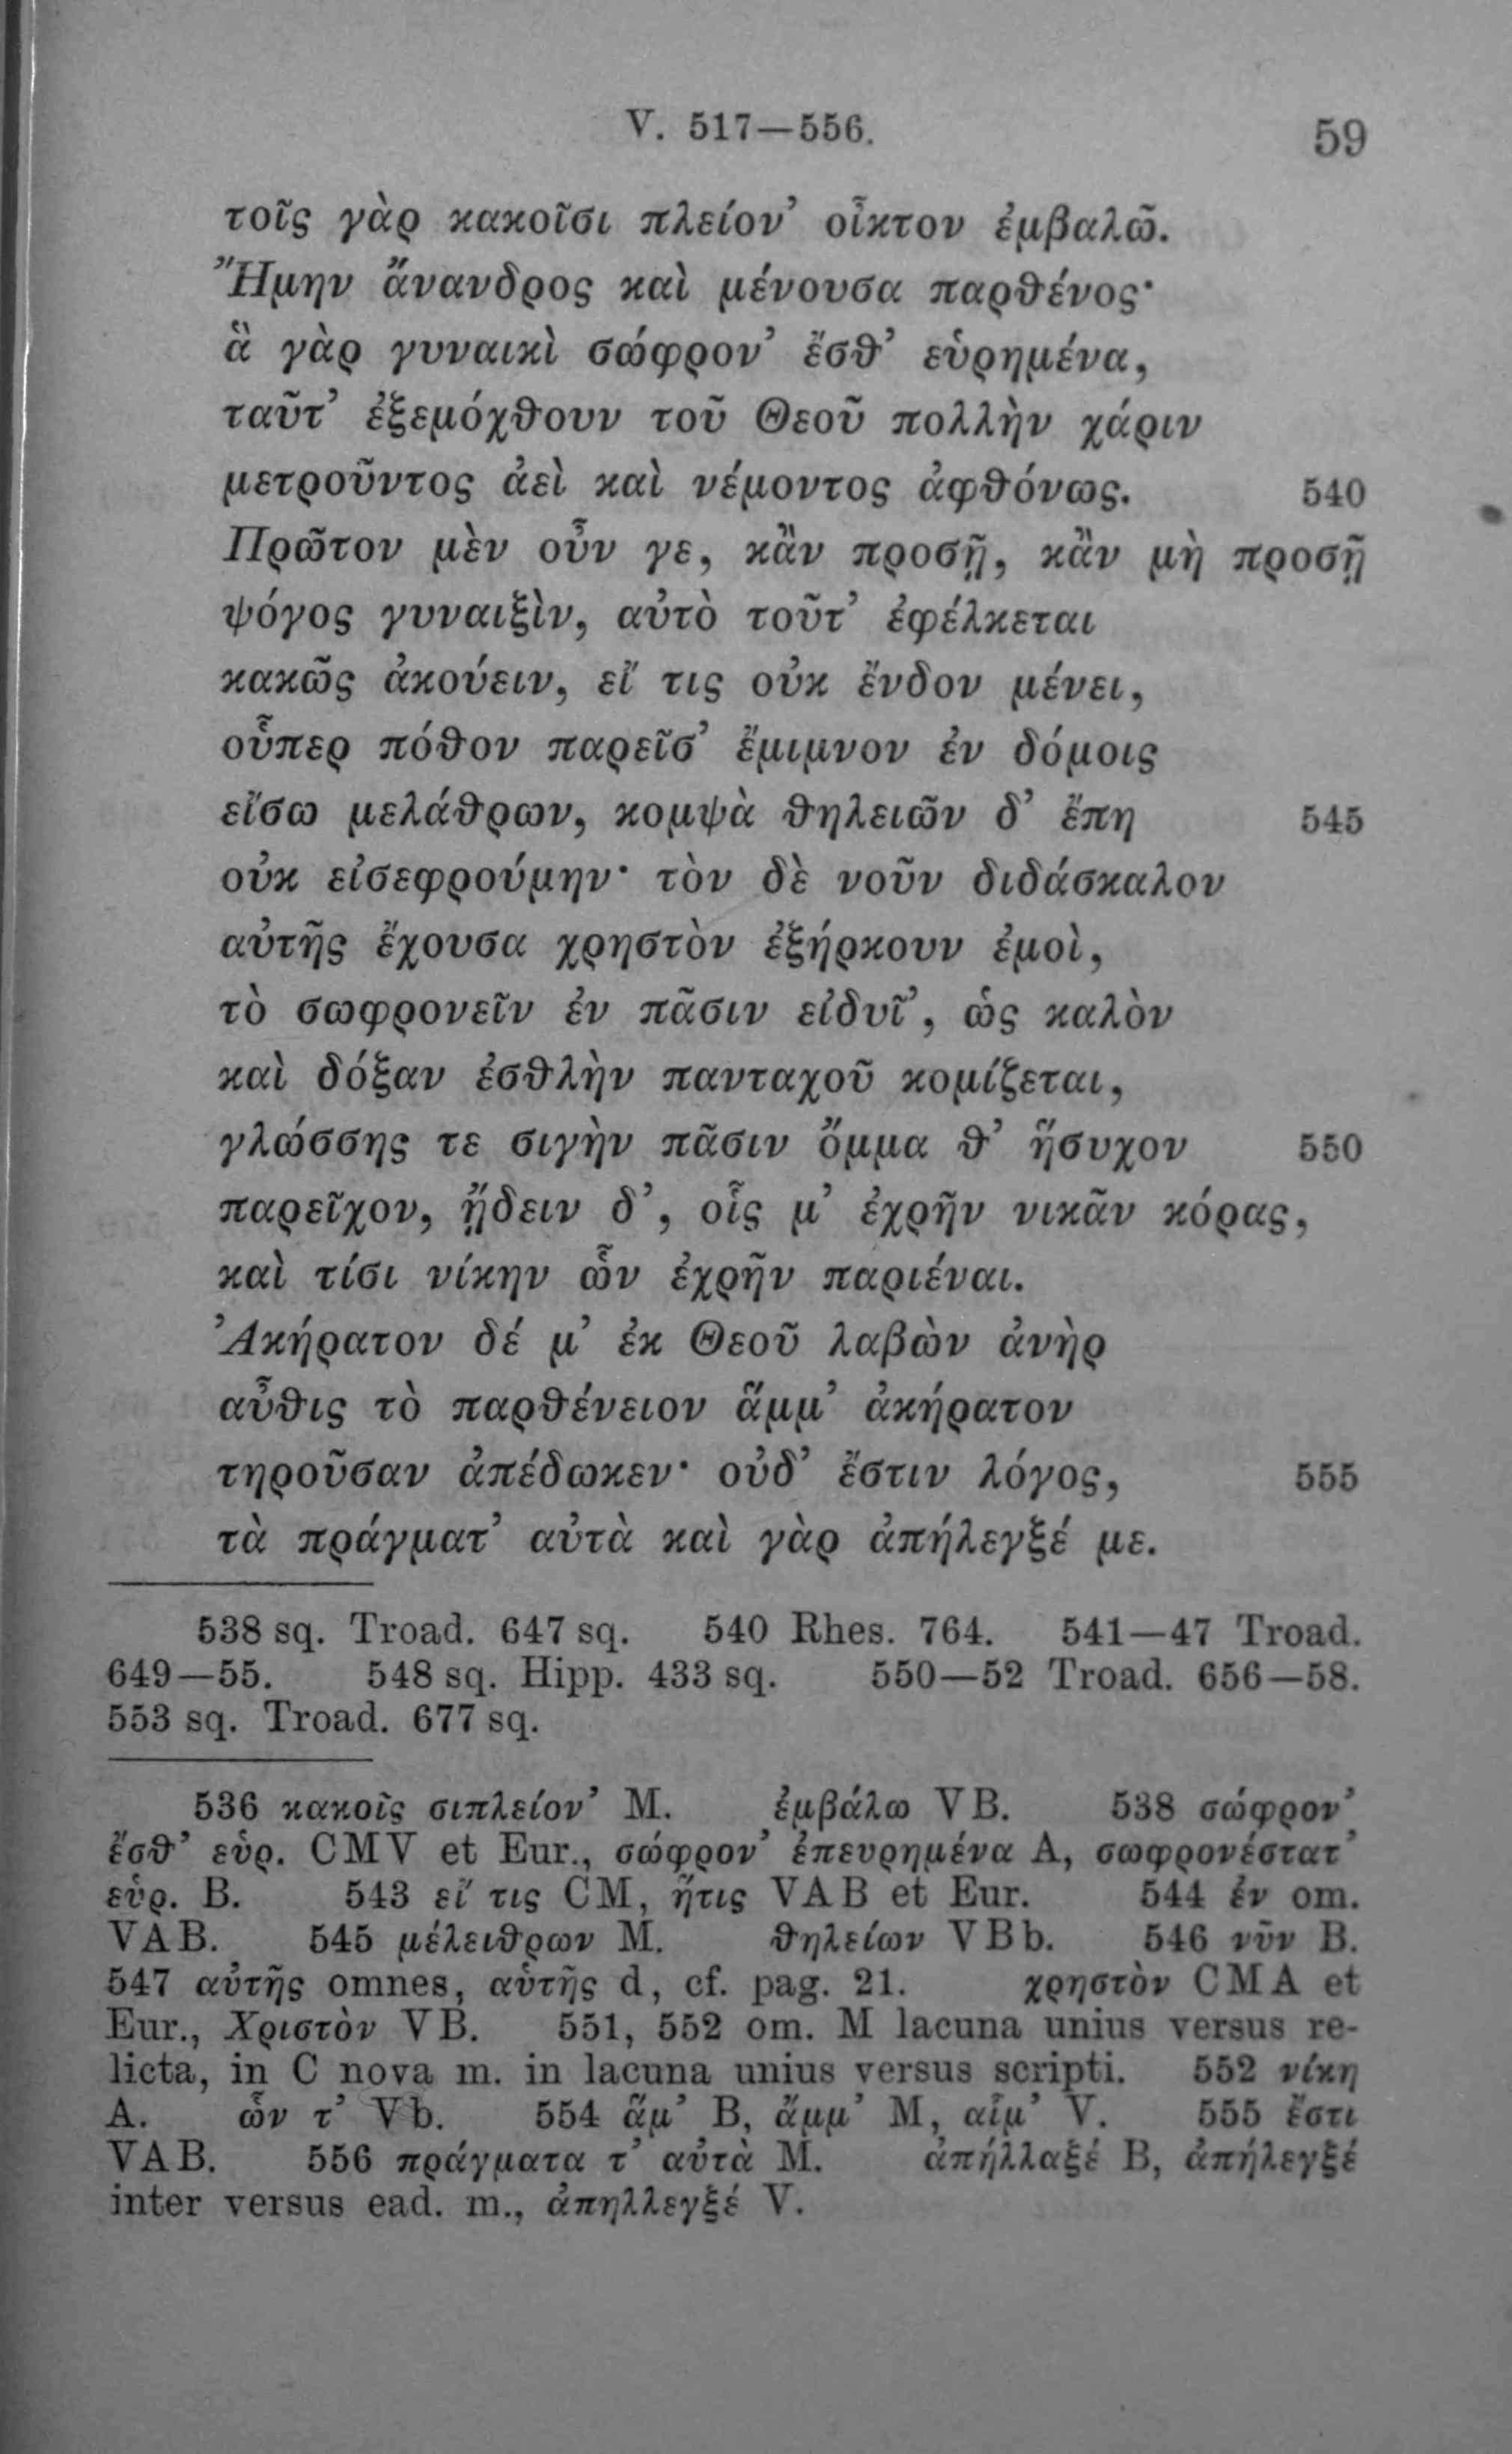 V. 517—556.
59
τοῖς γὰρ κακοῖσι πλείον’ οἶκτον ἐμβαλῶ.
Ἤμην ἄνανδρος καὶ μένουσα παρθένος·
ἃ γὰρ γυναικὶ σώφρον’ ἔσθ’ εὑρημένα,
ταῦτ’ ἐξεμόχθουν τοῦ Θεοῦ πολλὴν χάριν
μετροῦντος ἀεὶ καὶ νέμοντος ἀφθόνως. 540
Πρῶτον μὲν οὖν γε, κἂν προσῇ, κἂν μὴ προσῇ
ψόγος γυναιξὶν, αὐτὸ τοῦτ’ ἐφέλκεται
κακῶς ἀκούειν, εἴ τις οὐκ ἔνδον μένει,
οὗπερ πόθον παρεῖσ’ ἔμιμνον ἐν δόμοις
εἴσω μελάθρων, κομψὰ θηλειῶν δ’ ἔπη 545
οὐκ εἰσεφρούμην· τὸν δὲ νοῦν διδάσκαλον
αὐτῆς ἔχουσα χρηστὸν ἐξήρκουν ἐμοὶ,
τὸ σωφρονεῖν ἐν πᾶσιν εἰδυῖ’, ὡς καλὸν
καὶ δόξαν ἐσθλὴν πανταχοῦ κομίζεται,
γλώσσης τε σιγὴν πᾶσιν ὄμμα θ’ ἥσυχον 550
παρεῖχον, ᾔδειν δ’, οἷς μ’ ἐχρῆν νικᾶν κόρας,
καὶ τίσι νίκην ὧν ἐχρῆν παριέναι.
Ἀκήρατον δέ μ’ ἐκ Θεοῦ λαβὼν ἀνὴρ
αὖθις τὸ παρθένειον ἅμμ’ ἀκήρατον
τηροῦσαν ἀπέδωκεν· οὐδ’ ἔστιν λόγος, 555
τὰ πράγματ’ αὐτὰ καὶ γὰρ ἀπήλεγξέ με.
538 sq. Troad. 647 sq. 540 Rhes. 764. 541—47 Troad.
649—55. 548 sq. Hipp. 433 sq. 550—52 Troad. 656—58.
553 sq. Troad. 677 sq.
536 κακοῖς σιπλείον’ M. ἐμβάλω VB. 538 σώφρον’
ἔσθ’ εὑρ. CMV et Eur., σώφρον’ ἐπευρημένα A, σωφρονέστατ’
εὑρ. B. 543 εἴ τις CM, ἥτις VAB et Eur. 544 ἐν om.
VAB. 545 μέλειθρων M. θηλείων VBb. 546 νῦν B.
547 αὐτῆς omnes, αὑτῆς d, cf. pag. 21. χρηστὸν CMA et
Eur., Χριστὸν VB. 551, 552 om. M lacuna unius versus re-
licta, in C nova m. in lacuna unius versus scripti. 552 νίκη
A. ὧν τ’ Vb. 554 ἅμ’ B, ἄμμ’ M, αἷμ’ V. 555 ἔστι
VAB. 556 πράγματα τ’ αὐτὰ M. ἀπήλλαξέ B, ἀπήλεγξέ
inter versus ead. m., ἀπηλλεγξέ V.